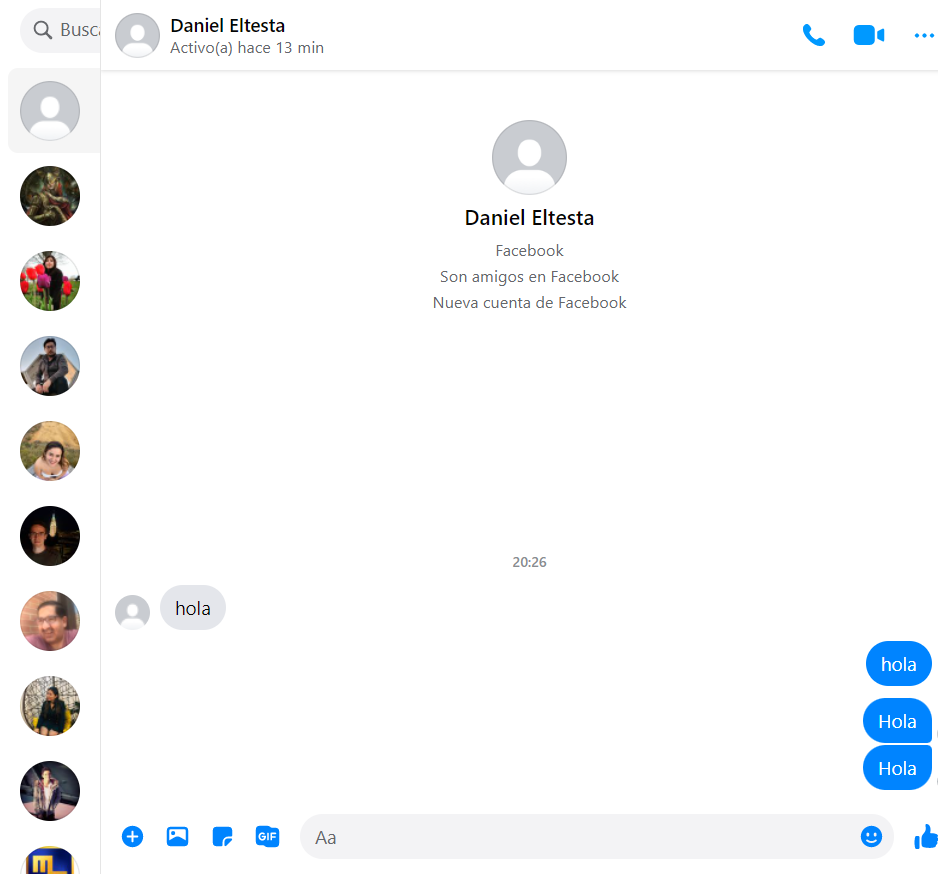 Busca
Daniel Eltesta
Activo(a) hace 13 min
Daniel Eltesta
Facebook
Son amigos en Facebook
Nueva cuenta de Facebook
20:26
hola
hola
Hola
Hola
GIF
Aa